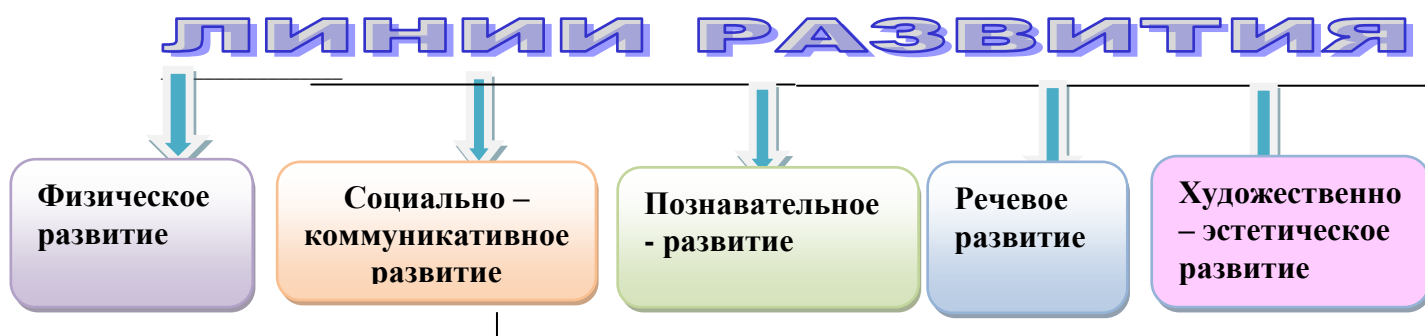 ЛИНИИ РАЗВИТИЯ
Физическое
развитие
Социально –
коммуникативное
развитие
Познавательное
- развитие
Речевое
развитие
Художественно
– эстетическое
развитие